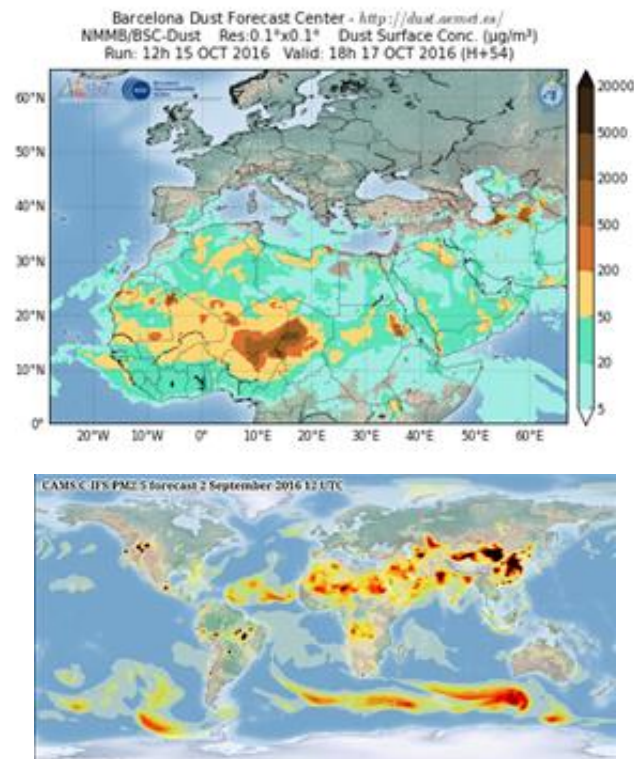 Barcelona Dust Forecast Center - http://dust.aemet.es/
NMMB/BSC-Dust Res:0.1°x0.1° Dust Surface Conc. (µg/m³)
Run: 12h 15 OCT 2016 Valid: 18h 17 OCT 2016 (H+54)
60°N
50°N
40°N
30°N
20°N
10°N
0°
20°W 10°W 0° 10°E 20°E 30°E 40°E 50°E 60°E
20000
5000
2000
500
200
50
20
5
CAMS C-IFS PM2.5 forecast 2 September 2016 12 UTC